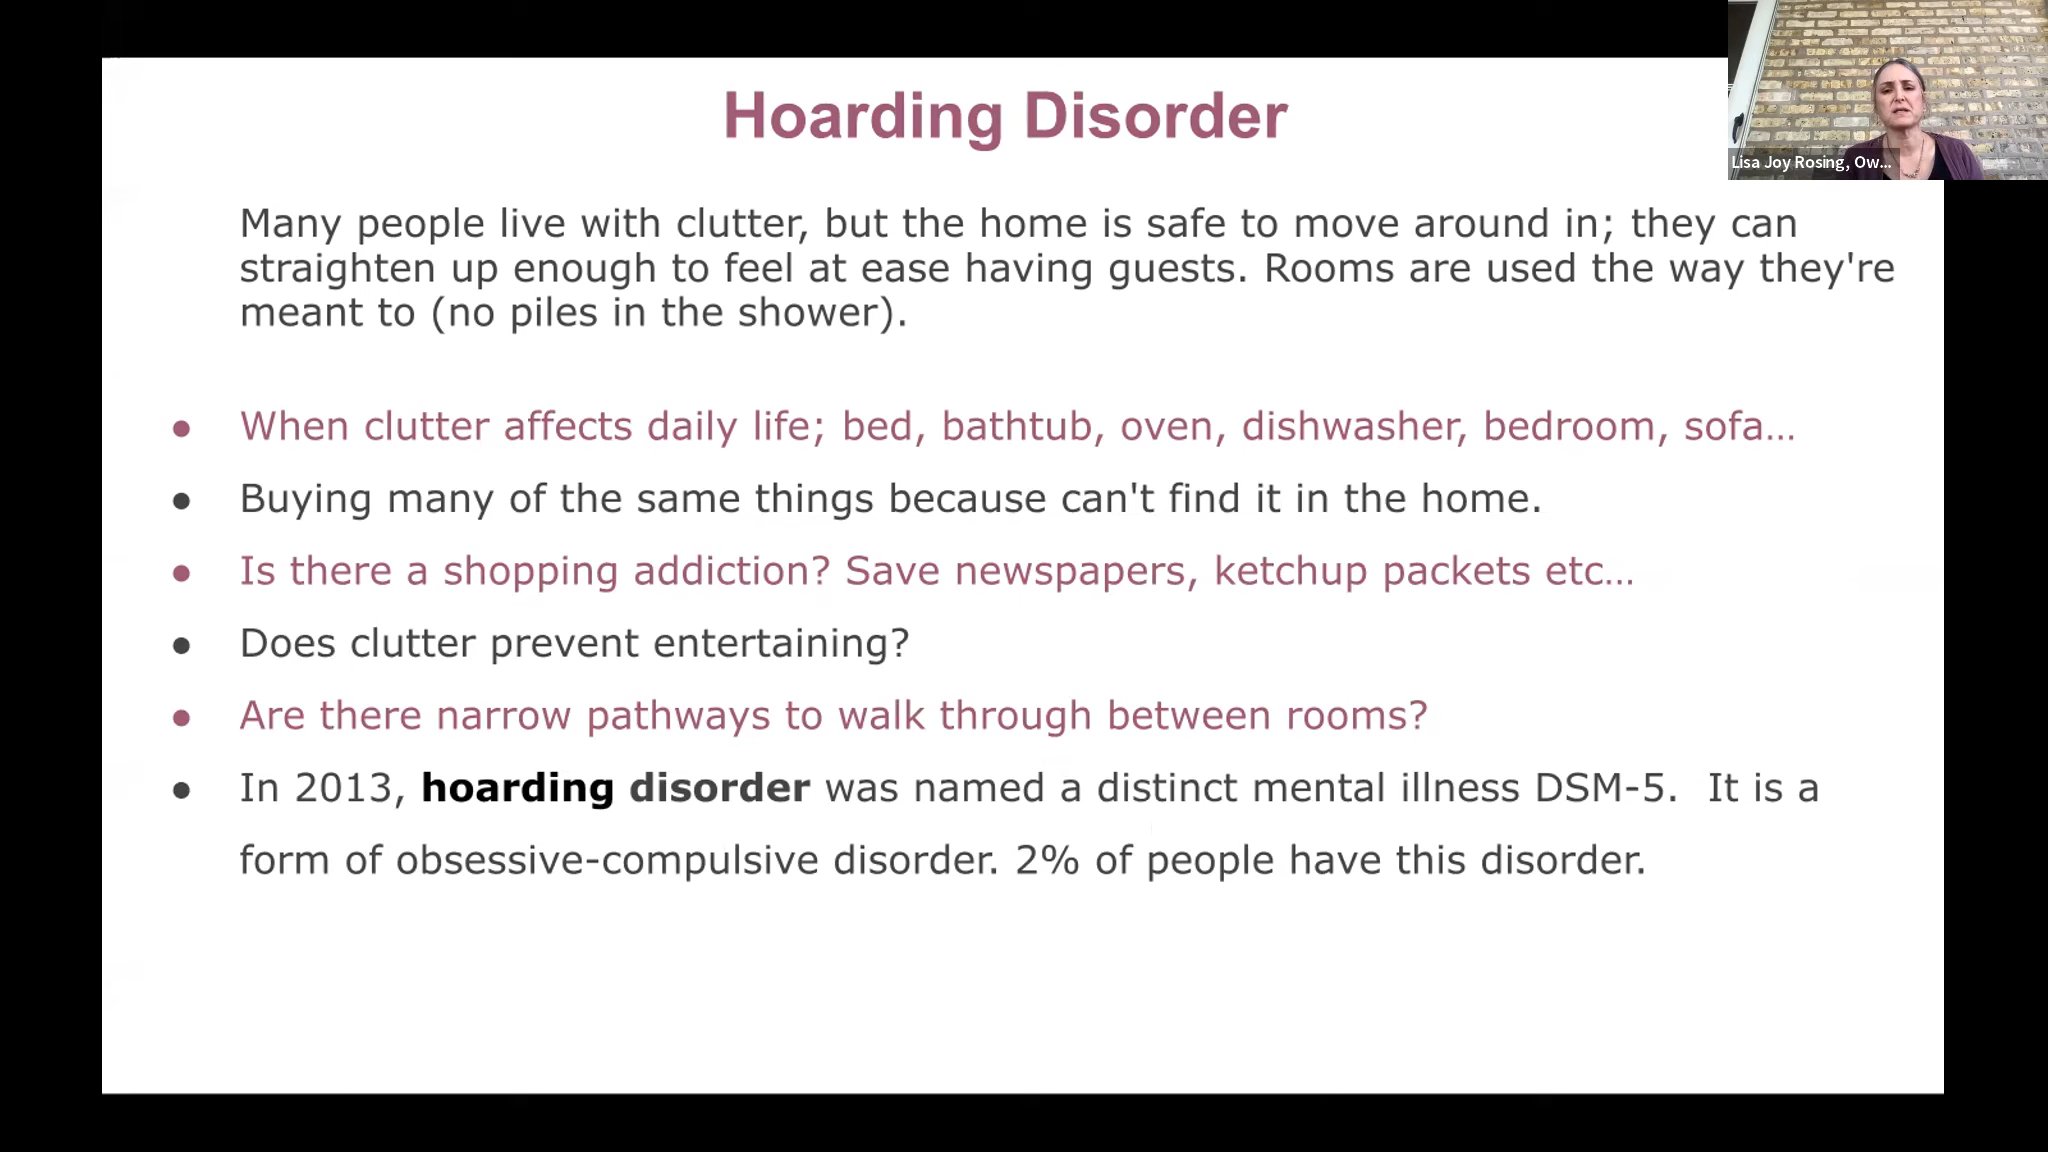 Hoarding Disorder
Lisa Joy Rosing, Ow...
Many people live with clutter, but the home is safe to move around in; they can
straighten up enough to feel at ease having guests. Rooms are used the way they're
meant to (no piles in the shower).
● When clutter affects daily life; bed, bathtub, oven, dishwasher, bedroom, sofa…
● Buying many of the same things because can't find it in the home.
● Is there a shopping addiction? Save newspapers, ketchup packets etc…
● Does clutter prevent entertaining?
● Are there narrow pathways to walk through between rooms?
● In 2013, hoarding disorder was named a distinct mental illness DSM-5.  It is a
form of obsessive-compulsive disorder. 2% of people have this disorder.